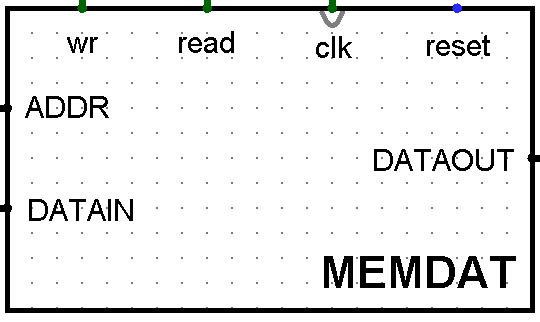 wr read clk reset
ADDR
DATAOUT
DATAIN
MEMDAT